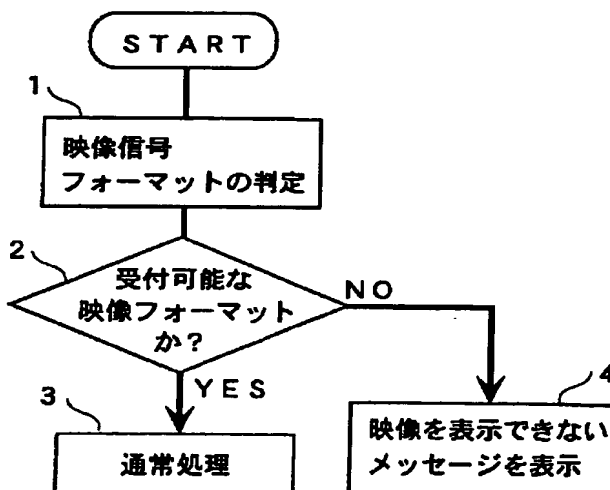 START
1
映像信号
フォーマットの判定
2
受付可能な
映像フォーマット
か?
NO
YES
3
通常処理
4
映像を表示できない
メッセージを表示